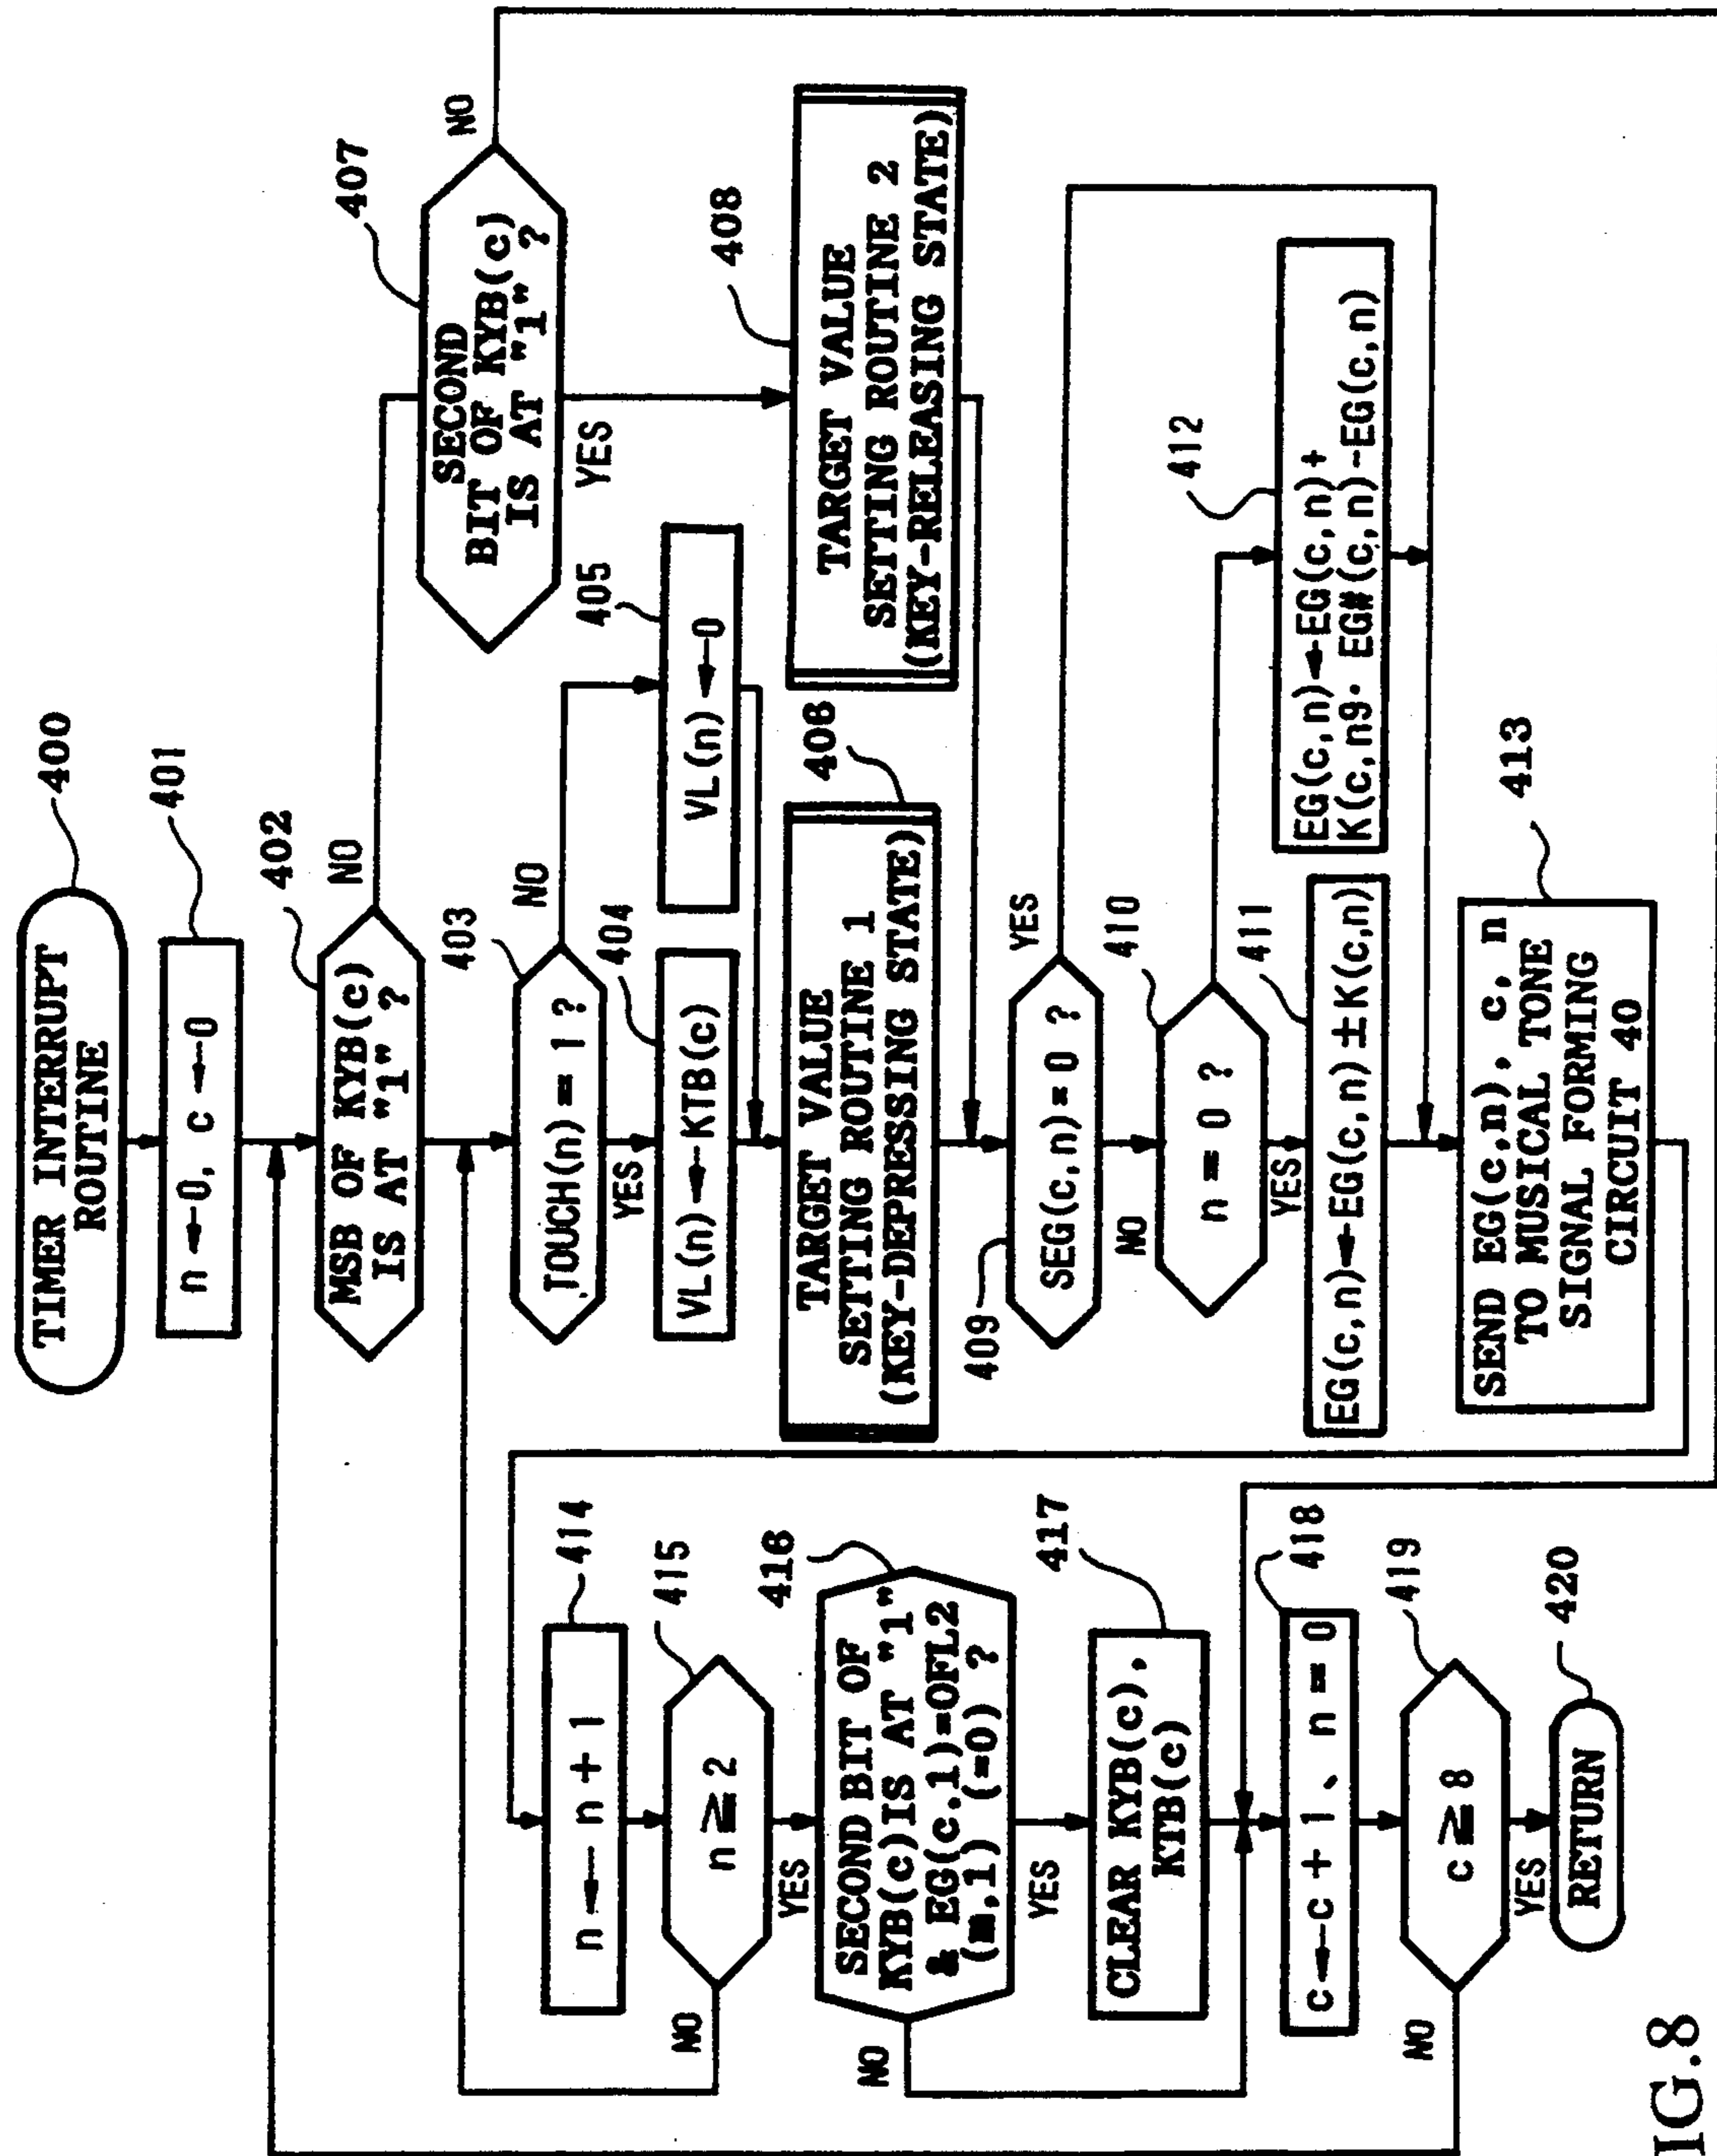 TIMER INTERRUPT
ROUTINE
400
n←0, c←0
401
MSB OF KYB(c)
IS AT "1" ?
402
NO
TOUCH(n)=1?
403
NO
YES
VL(n)←KTB(c)
404
VL(n)←0
405
TARGET VALUE
SETTING ROUTINE 1
(KEY-DEPRESSING STATE)
406
SECOND
BIT OF KYB(c)
IS AT "1" ?
407
NO
YES
TARGET VALUE
SETTING ROUTINE 2
(KEY-RELEASING STATE)
408
SEG(c,n)=0 ?
409
YES
NO
n=0 ?
410
YES
EG(c,n)←EG(c,n)±K(c,n)
411
EG(c,n)←EG(c,n)+
K(c,n9· EG#(c,n)-EG(c,n)
412
SEND EG(c,n), c, n
TO MUSICAL TONE
SIGNAL FORMING
CIRCUIT 40
413
n←n+1
414
n≧2
415
NO
YES
SECOND BIT OF
KYB(c)IS AT "1"
& EG(c.1)=OFL2
(m,1) (=0) ?
416
NO
YES
CLEAR KYB(c),
KTB(c)
417
c←c+1、n=0
418
c≧8
419
NO
YES
RETURN
420
IG.8